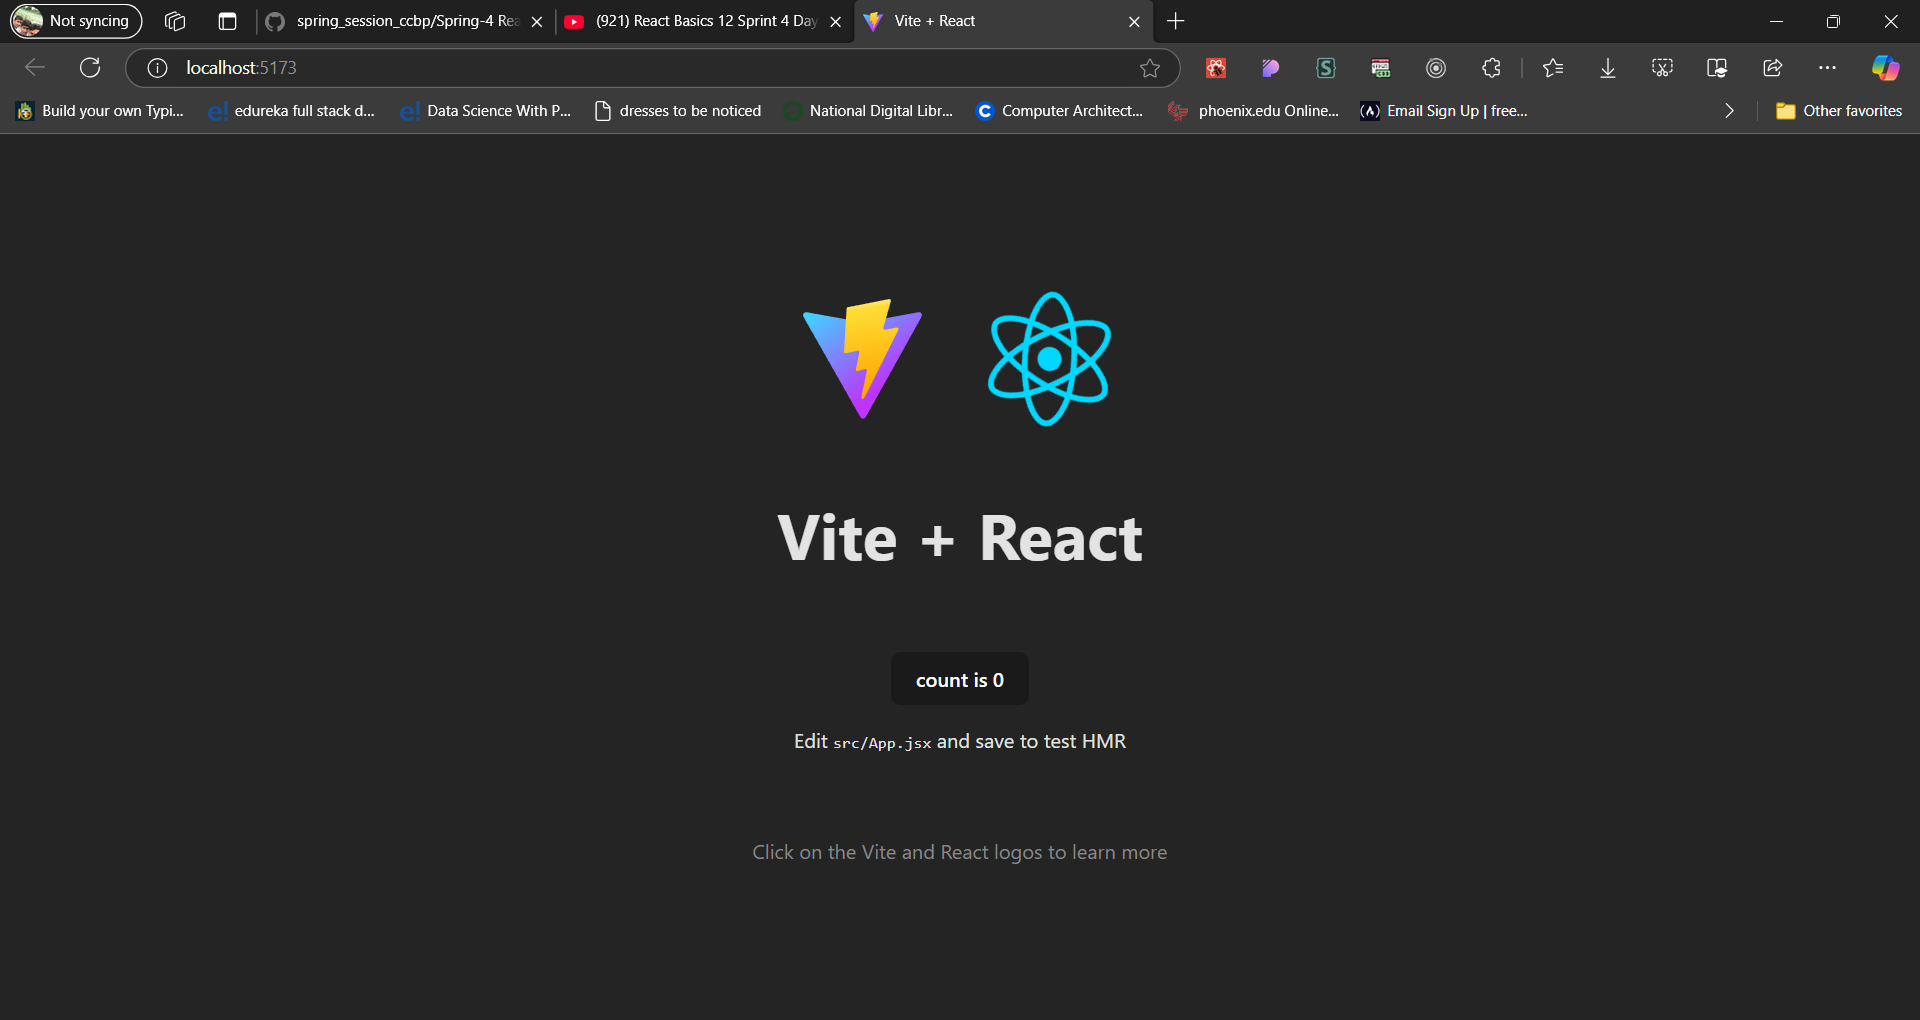 Not syncing
spring_session_ccbp/Spring-4 Rea
(921) React Basics 12 Sprint 4 Day
Vite + React
localhost:5173
Build your own Typi...
edureka full stack d...
Data Science With P...
dresses to be noticed
National Digital Libr...
Computer Architect...
phoenix.edu Online...
Email Sign Up | free...
Other favorites
Vite + React
count is 0
Edit src/App.jsx and save to test HMR
Click on the Vite and React logos to learn more